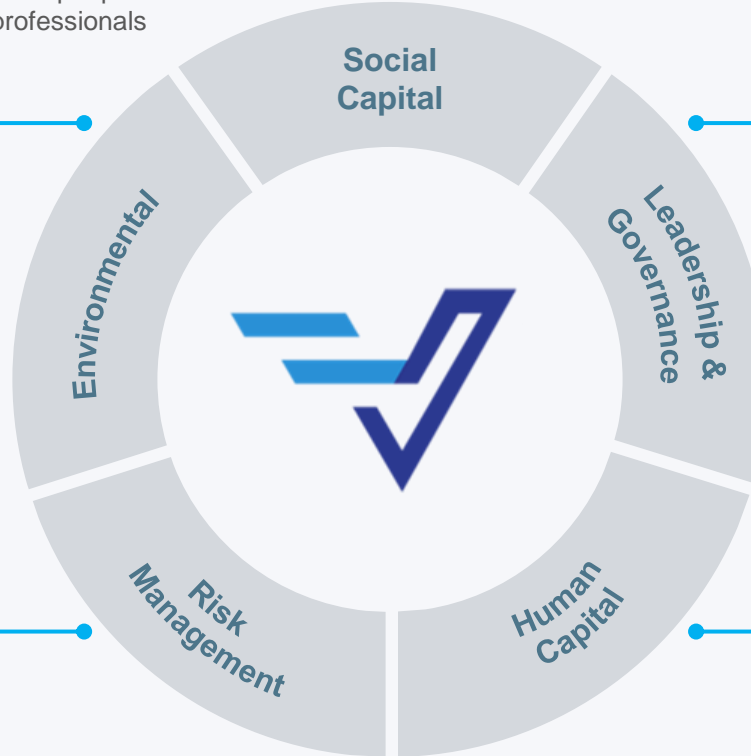 professionals
Social
Capital
Environmental
Leadership &
Governance
Risk
Management
Human
Capital